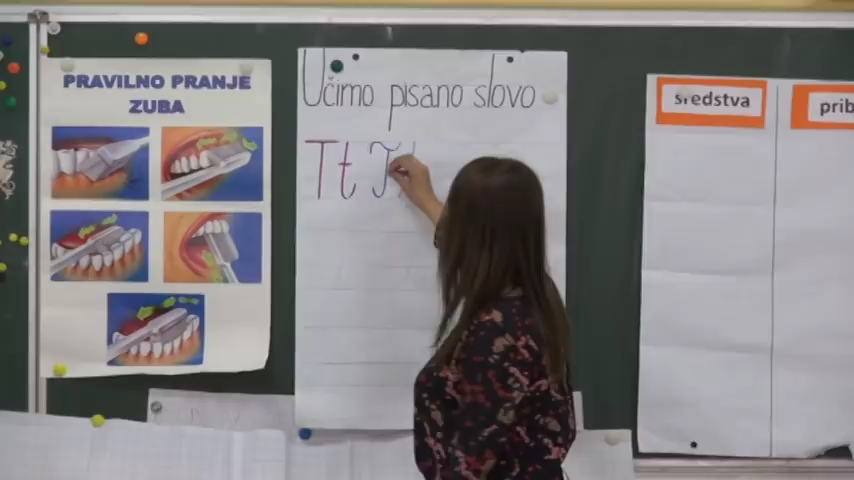 PRAVILNO PRANJE
ZUBA
Učimo pisano slovo
Tt T
sredstva
prib